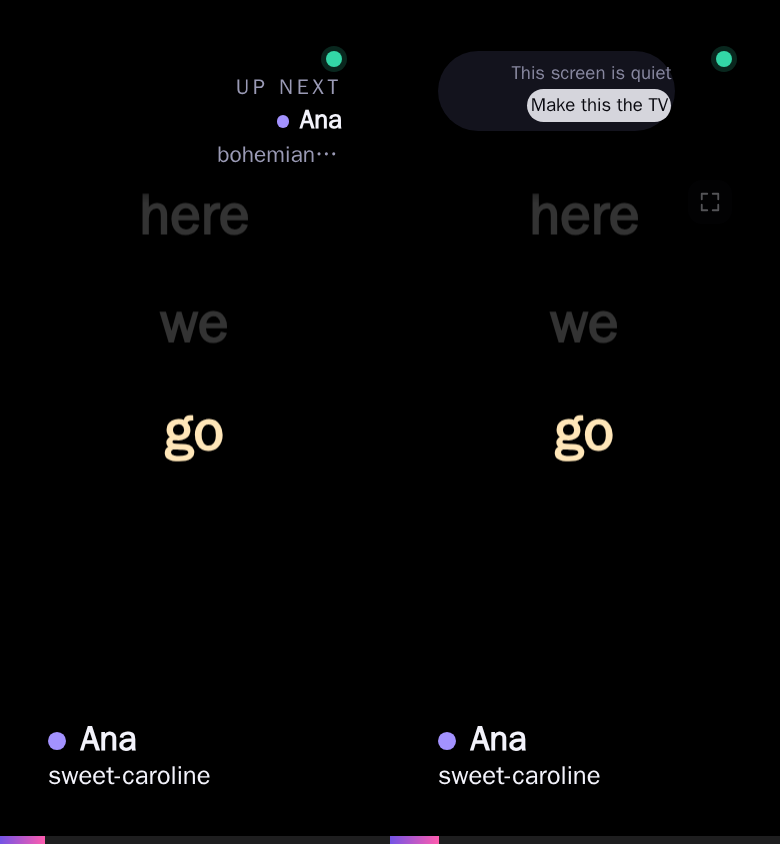 UP NEXT
Ana
bohemian…
here
we
go
Ana
sweet-caroline
This screen is quiet
Make this the TV
here
we
go
Ana
sweet-caroline